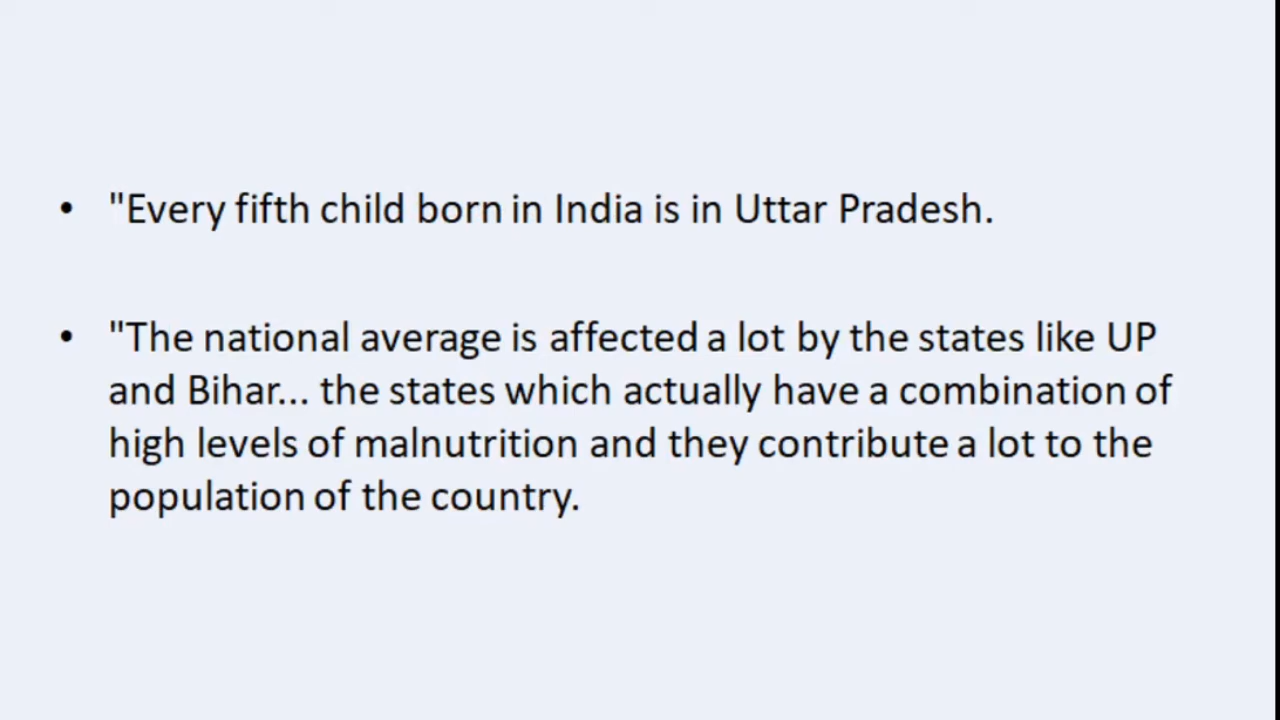 • "Every fifth child born in India is in Uttar Pradesh.
• "The national average is affected a lot by the states like UP
and Bihar... the states which actually have a combination of
high levels of malnutrition and they contribute a lot to the
population of the country.